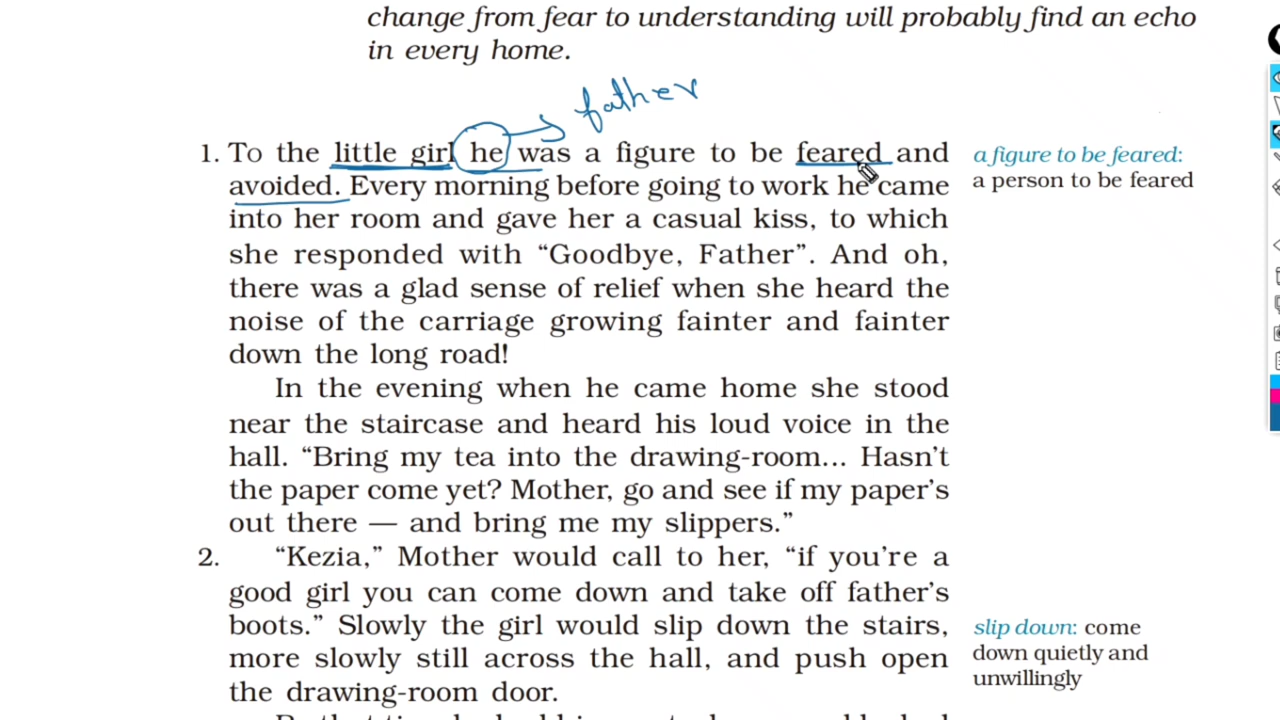 change from fear to understanding will probably find an echo
in every home.
father
1. To the little girl he was a figure to be feared and
a figure to be feared:
avoided. Every morning before going to work he came
a person to be feared
into her room and gave her a casual kiss, to which
she responded with “Goodbye, Father”. And oh,
there was a glad sense of relief when she heard the
noise of the carriage growing fainter and fainter
down the long road!
In the evening when he came home she stood
near the staircase and heard his loud voice in the
hall. “Bring my tea into the drawing-room... Hasn’t
the paper come yet? Mother, go and see if my paper’s
out there — and bring me my slippers.”
2. “Kezia,” Mother would call to her, “if you’re a
good girl you can come down and take off father’s
boots.” Slowly the girl would slip down the stairs,
slip down: come
more slowly still across the hall, and push open
down quietly and
unwillingly
the drawing-room door.